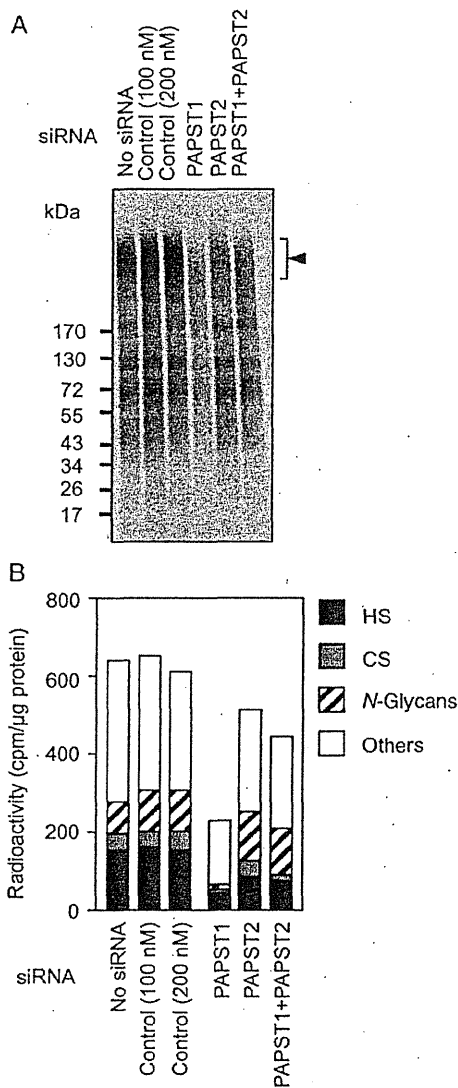 A
siRNA
No siRNA
Control (100 nM)
Control (200 nM)
PAPST1
PAPST2
PAPST1+PAPST2
kDa
170
130
72
55
43
34
26
17
B
Radioactivity (cpm/µg protein)
800
600
400
200
0
HS
CS
N-Glycans
Others
siRNA
No siRNA
Control (100 nM)
Control (200 nM)
PAPST1
PAPST2
PAPST1+PAPST2